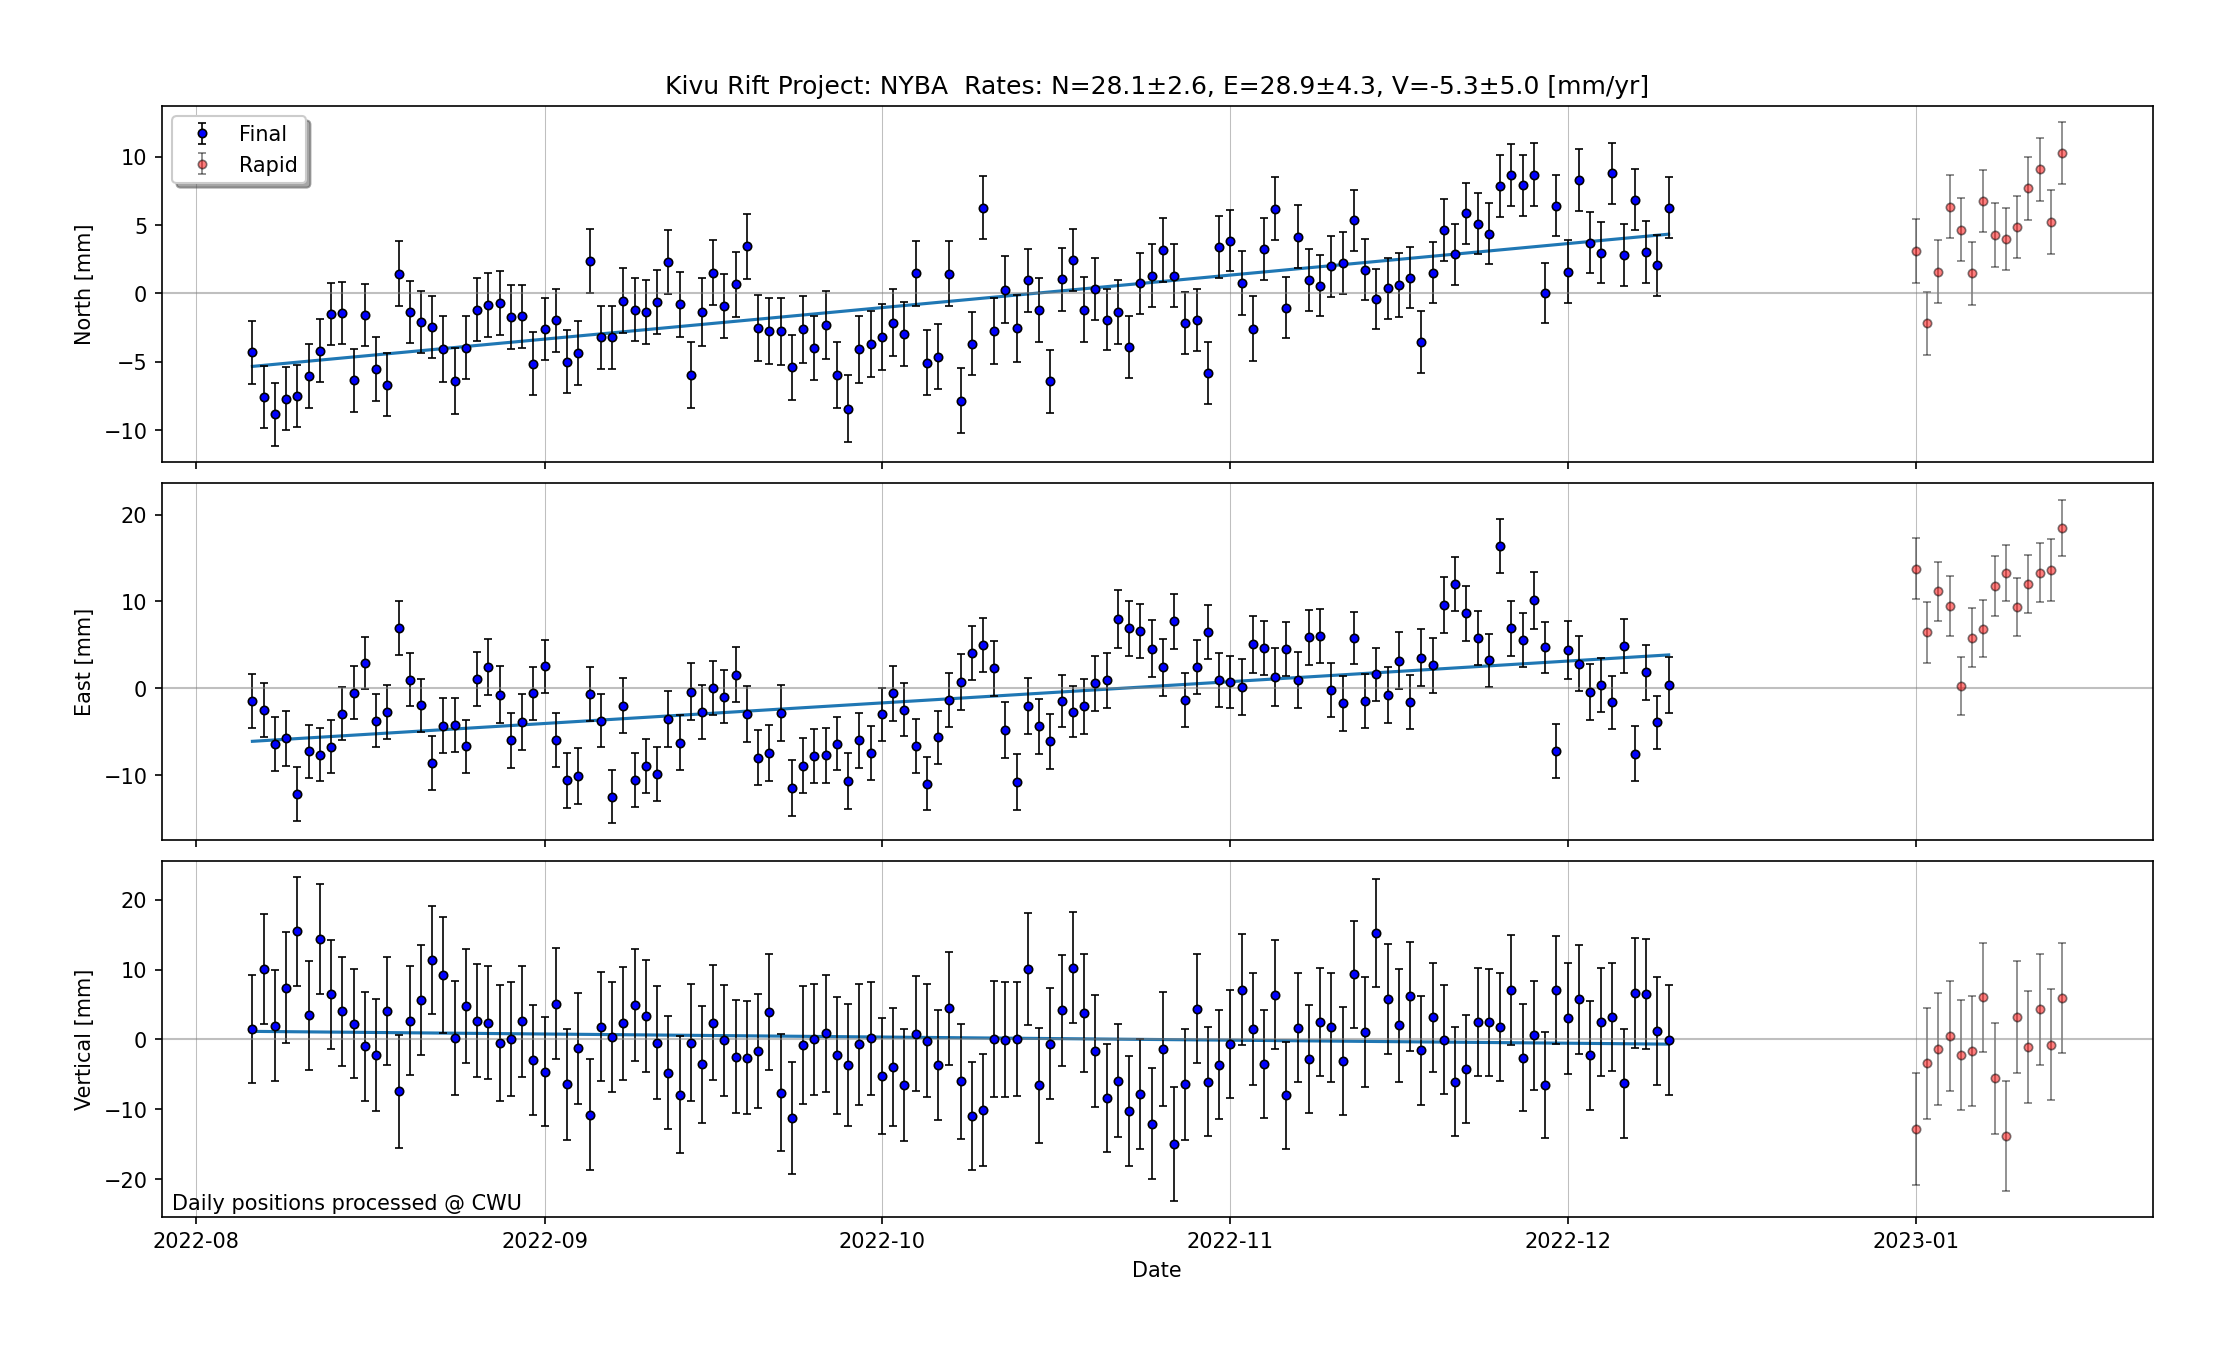 Kivu Rift Project: NYBA  Rates: N=28.1±2.6, E=28.9±4.3, V=-5.3±5.0 [mm/yr]
Final
Rapid
North [mm]
10
5
0
−5
−10
East [mm]
20
10
0
−10
Vertical [mm]
20
10
0
−10
−20
Daily positions processed @ CWU
2022-08 2022-09 2022-10 2022-11 2022-12 2023-01
Date